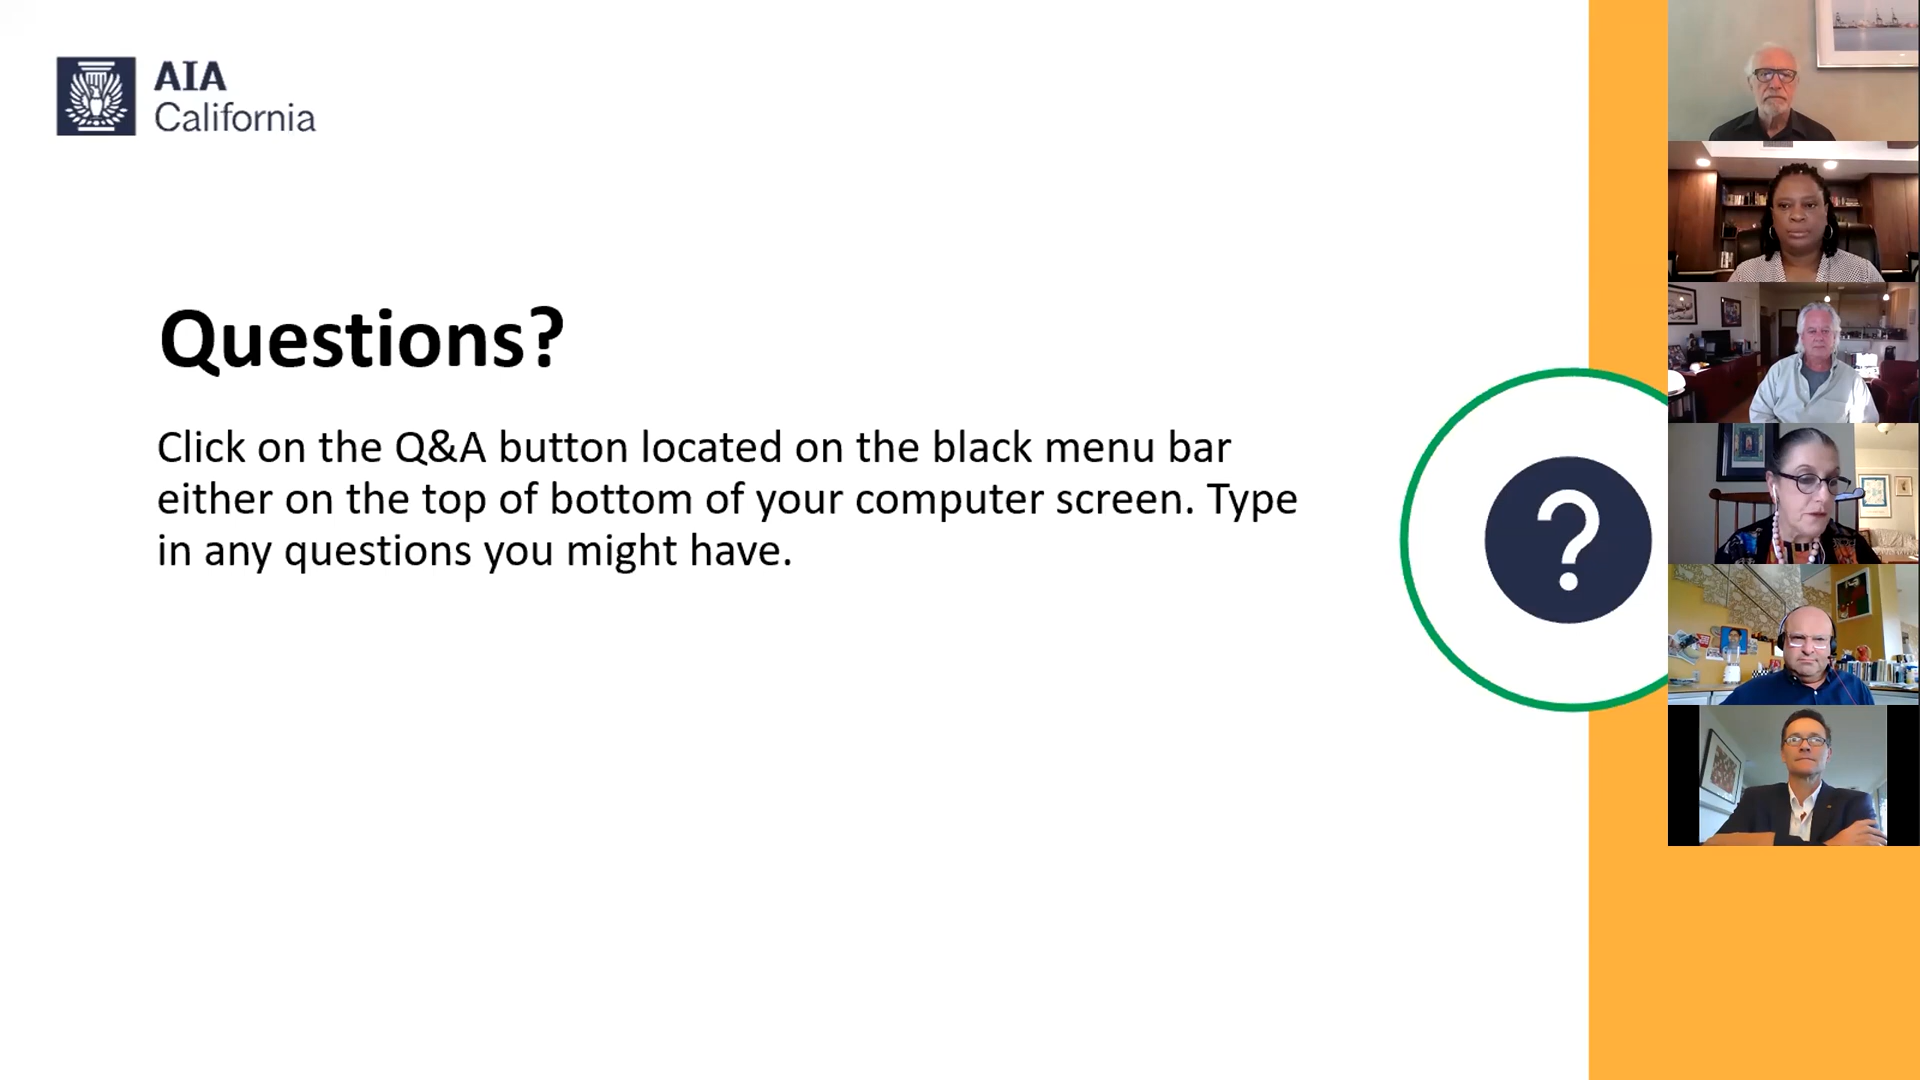 AIA
California
Questions?
Click on the Q&A button located on the black menu bar
either on the top of bottom of your computer screen. Type
in any questions you might have.
?